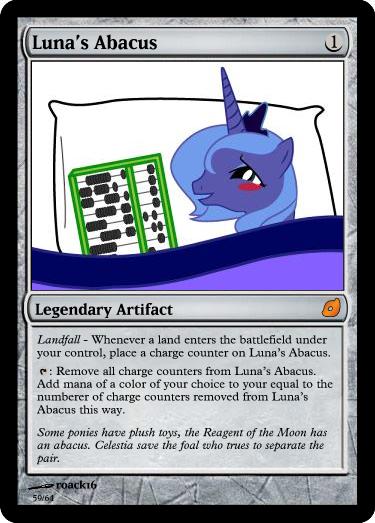 Luna's Abacus 1
Legendary Artifact
Landfall - Whenever a land enters the battlefield under
your control, place a charge counter on Luna's Abacus.
: Remove all charge counters from Luna's Abacus.
Add mana of a color of your choice to your equal to the
numberer of charge counters removed from Luna's
Abacus this way.
Some ponies have plush toys, the Reagent of the Moon has
an abacus. Celestia save the foal who trues to separate the
pair.
roack16
59/64